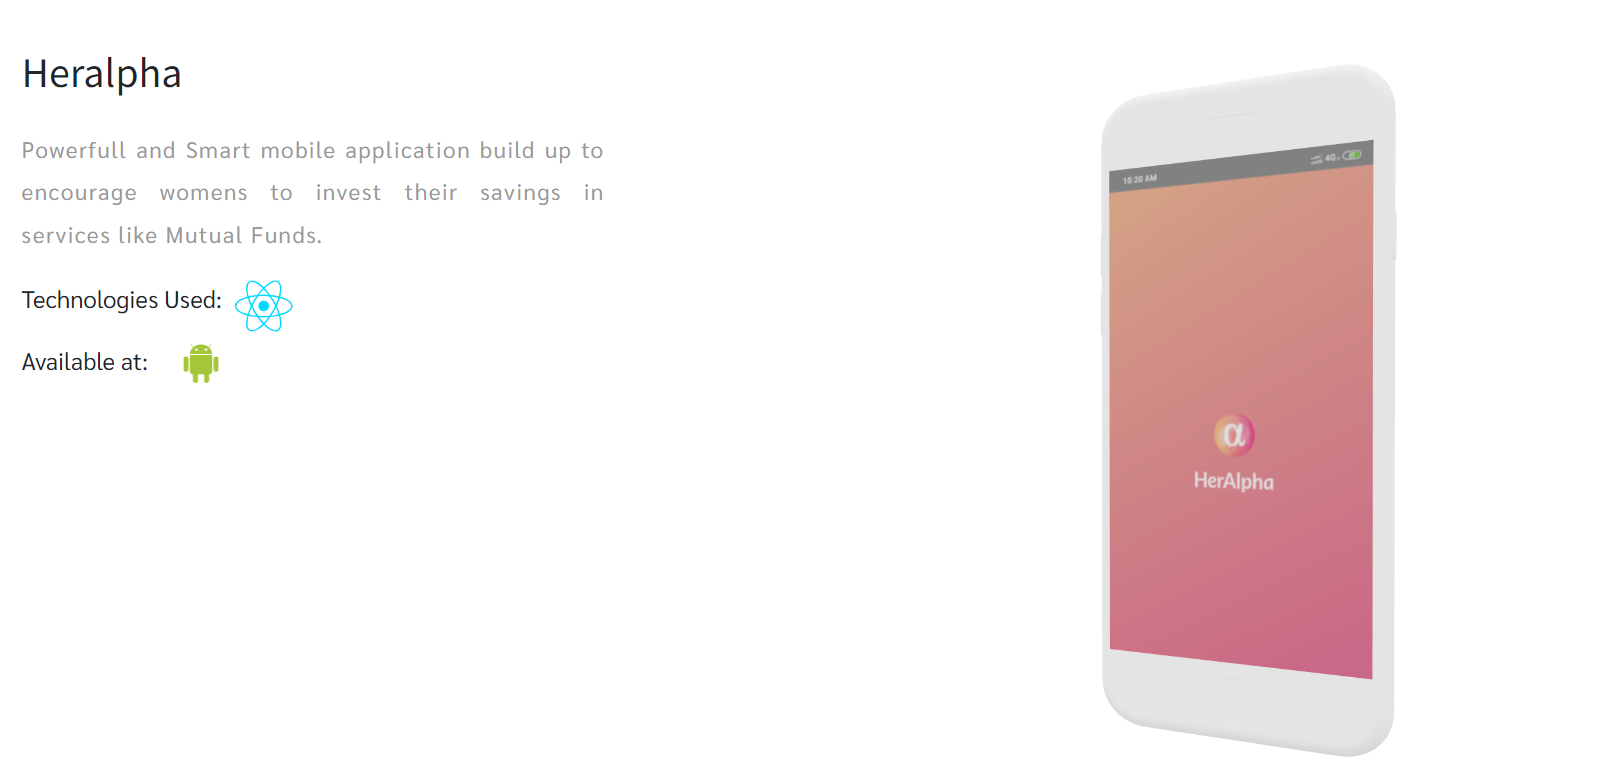 Heralpha
Powerfull and Smart mobile application build up to
encourage womens to invest their savings in
services like Mutual Funds.
Technologies Used:
Available at:
10:20 AM
4G
α
HerAlpha